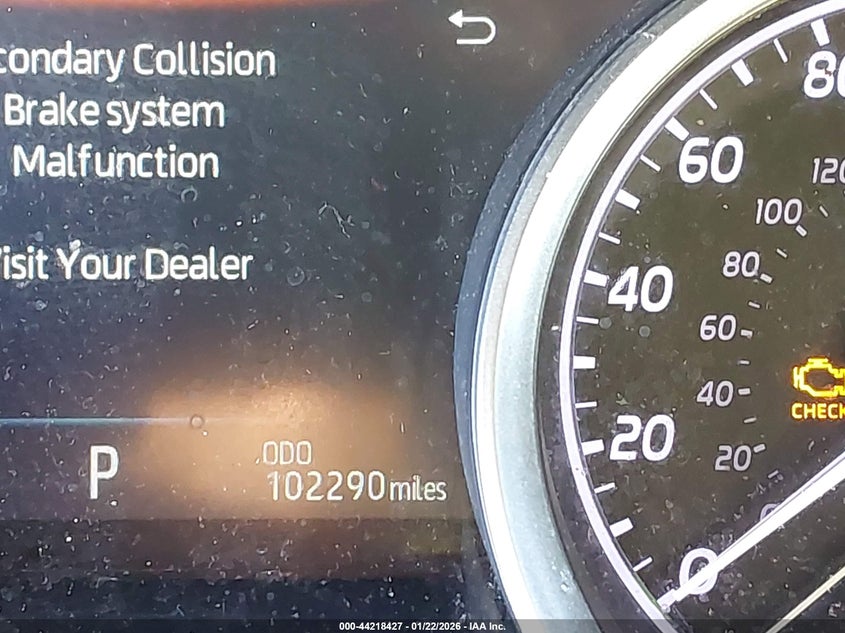 condary Collision
Brake system
Malfunction
isit Your Dealer
P
ODO
102290 miles
80
60
40
20
0
120
100
80
60
40
20
0
CHECK
000-44218427 - 01/22/2026 - IAA Inc.